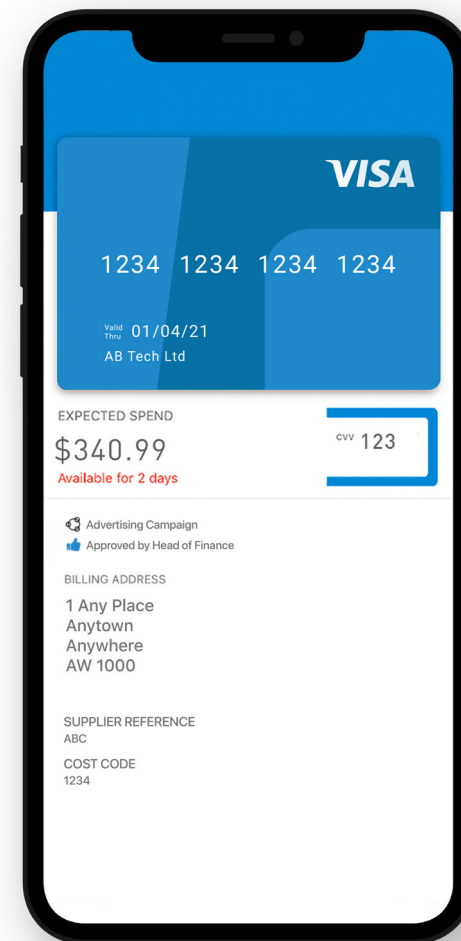 VISA
1234 1234 1234 1234
Valid Thru 01/04/21
AB Tech Ltd
EXPECTED SPEND
$340.99
Available for 2 days
cvv 123
Advertising Campaign
Approved by Head of Finance
BILLING ADDRESS
1 Any Place
Anytown
Anywhere
AW 1000
SUPPLIER REFERENCE
ABC
COST CODE
1234